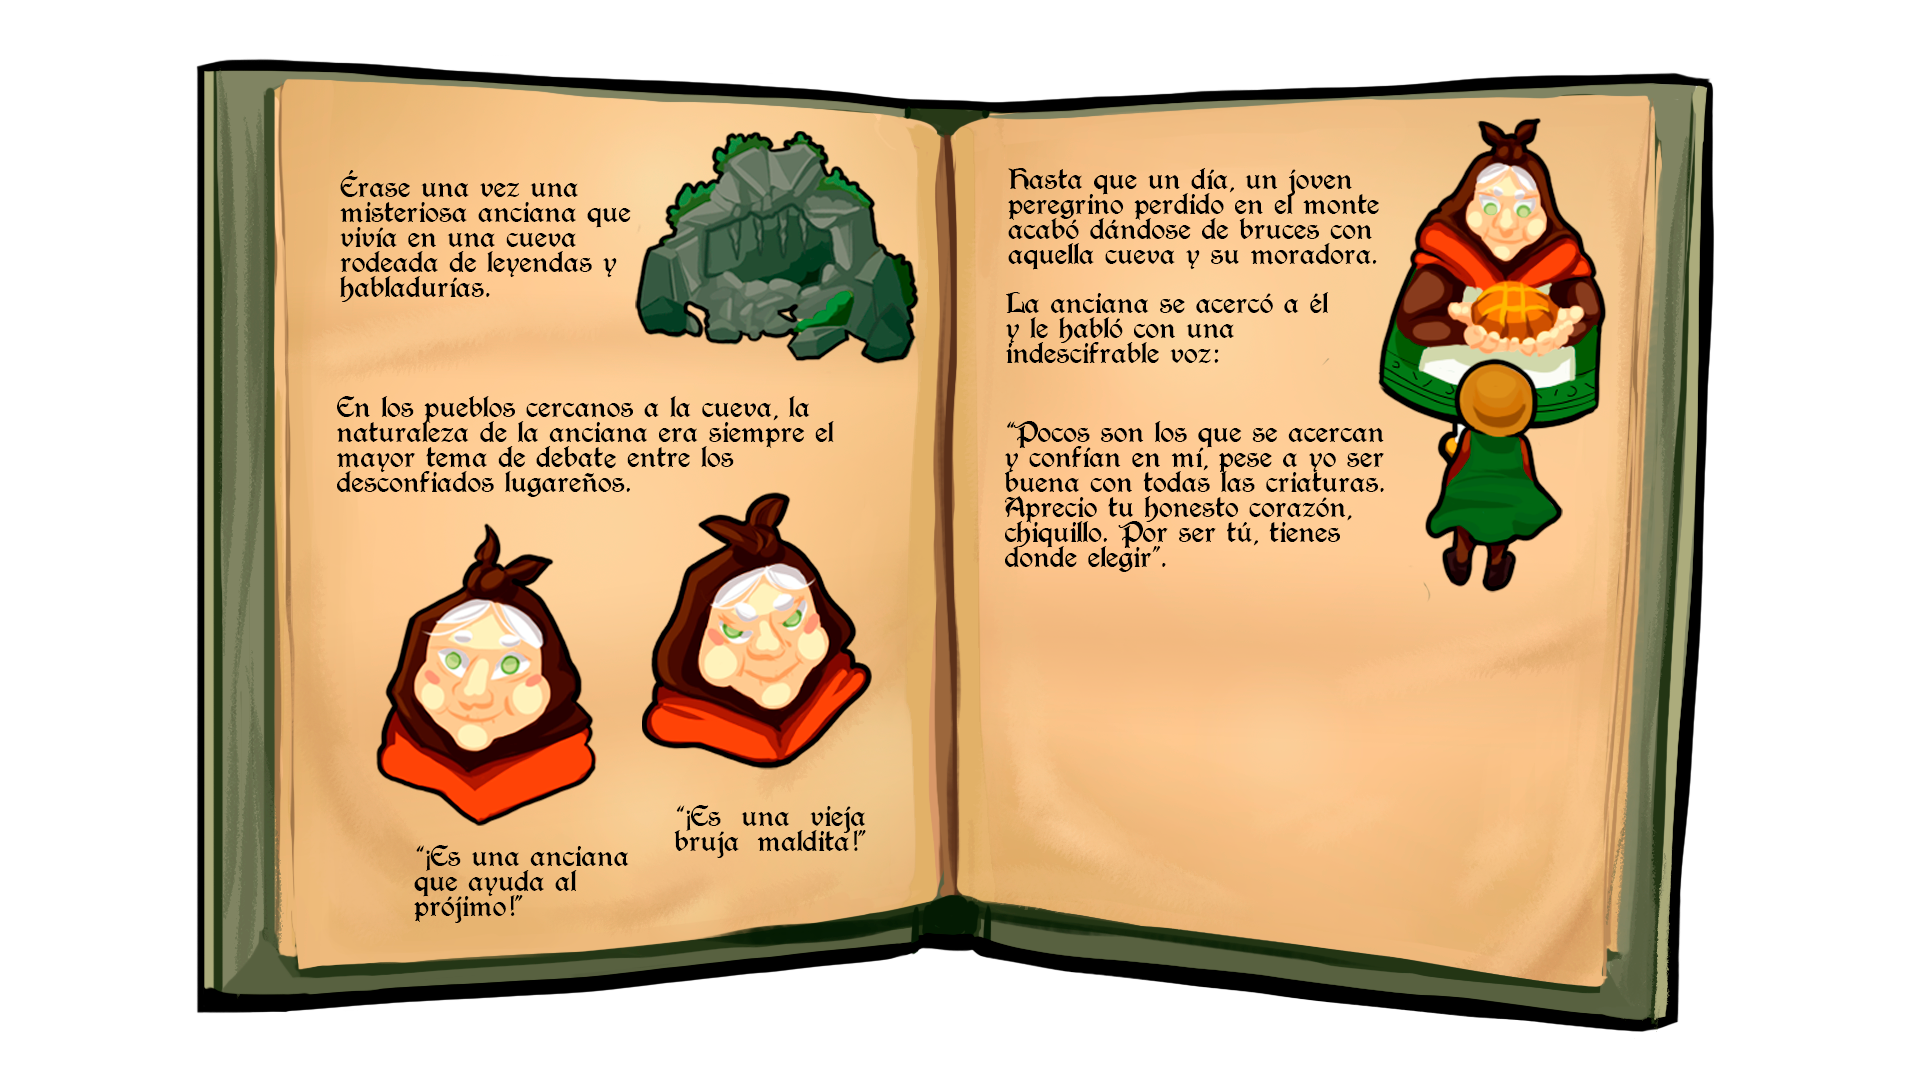 Érase una vez una
misteriosa anciana que
vivía en una cueva
rodeada de leyendas y
habladurías.
En los pueblos cercanos a la cueva, la
naturaleza de la anciana era siempre el
mayor tema de debate entre los
desconfiados lugareños.
“¡Es una anciana
que ayuda al
prójimo!”
“¡Es una vieja
bruja maldita!”
Hasta que un día, un joven
peregrino perdido en el monte
acabó dándose de bruces con
aquella cueva y su moradora.
La anciana se acercó a él
y le habló con una
indescifrable voz:
“Pocos son los que se acercan
y confían en mí, pese a yo ser
buena con todas las criaturas.
Aprecio tu honesto corazón,
chiquillo. Por ser tú, tienes
donde elegir”.